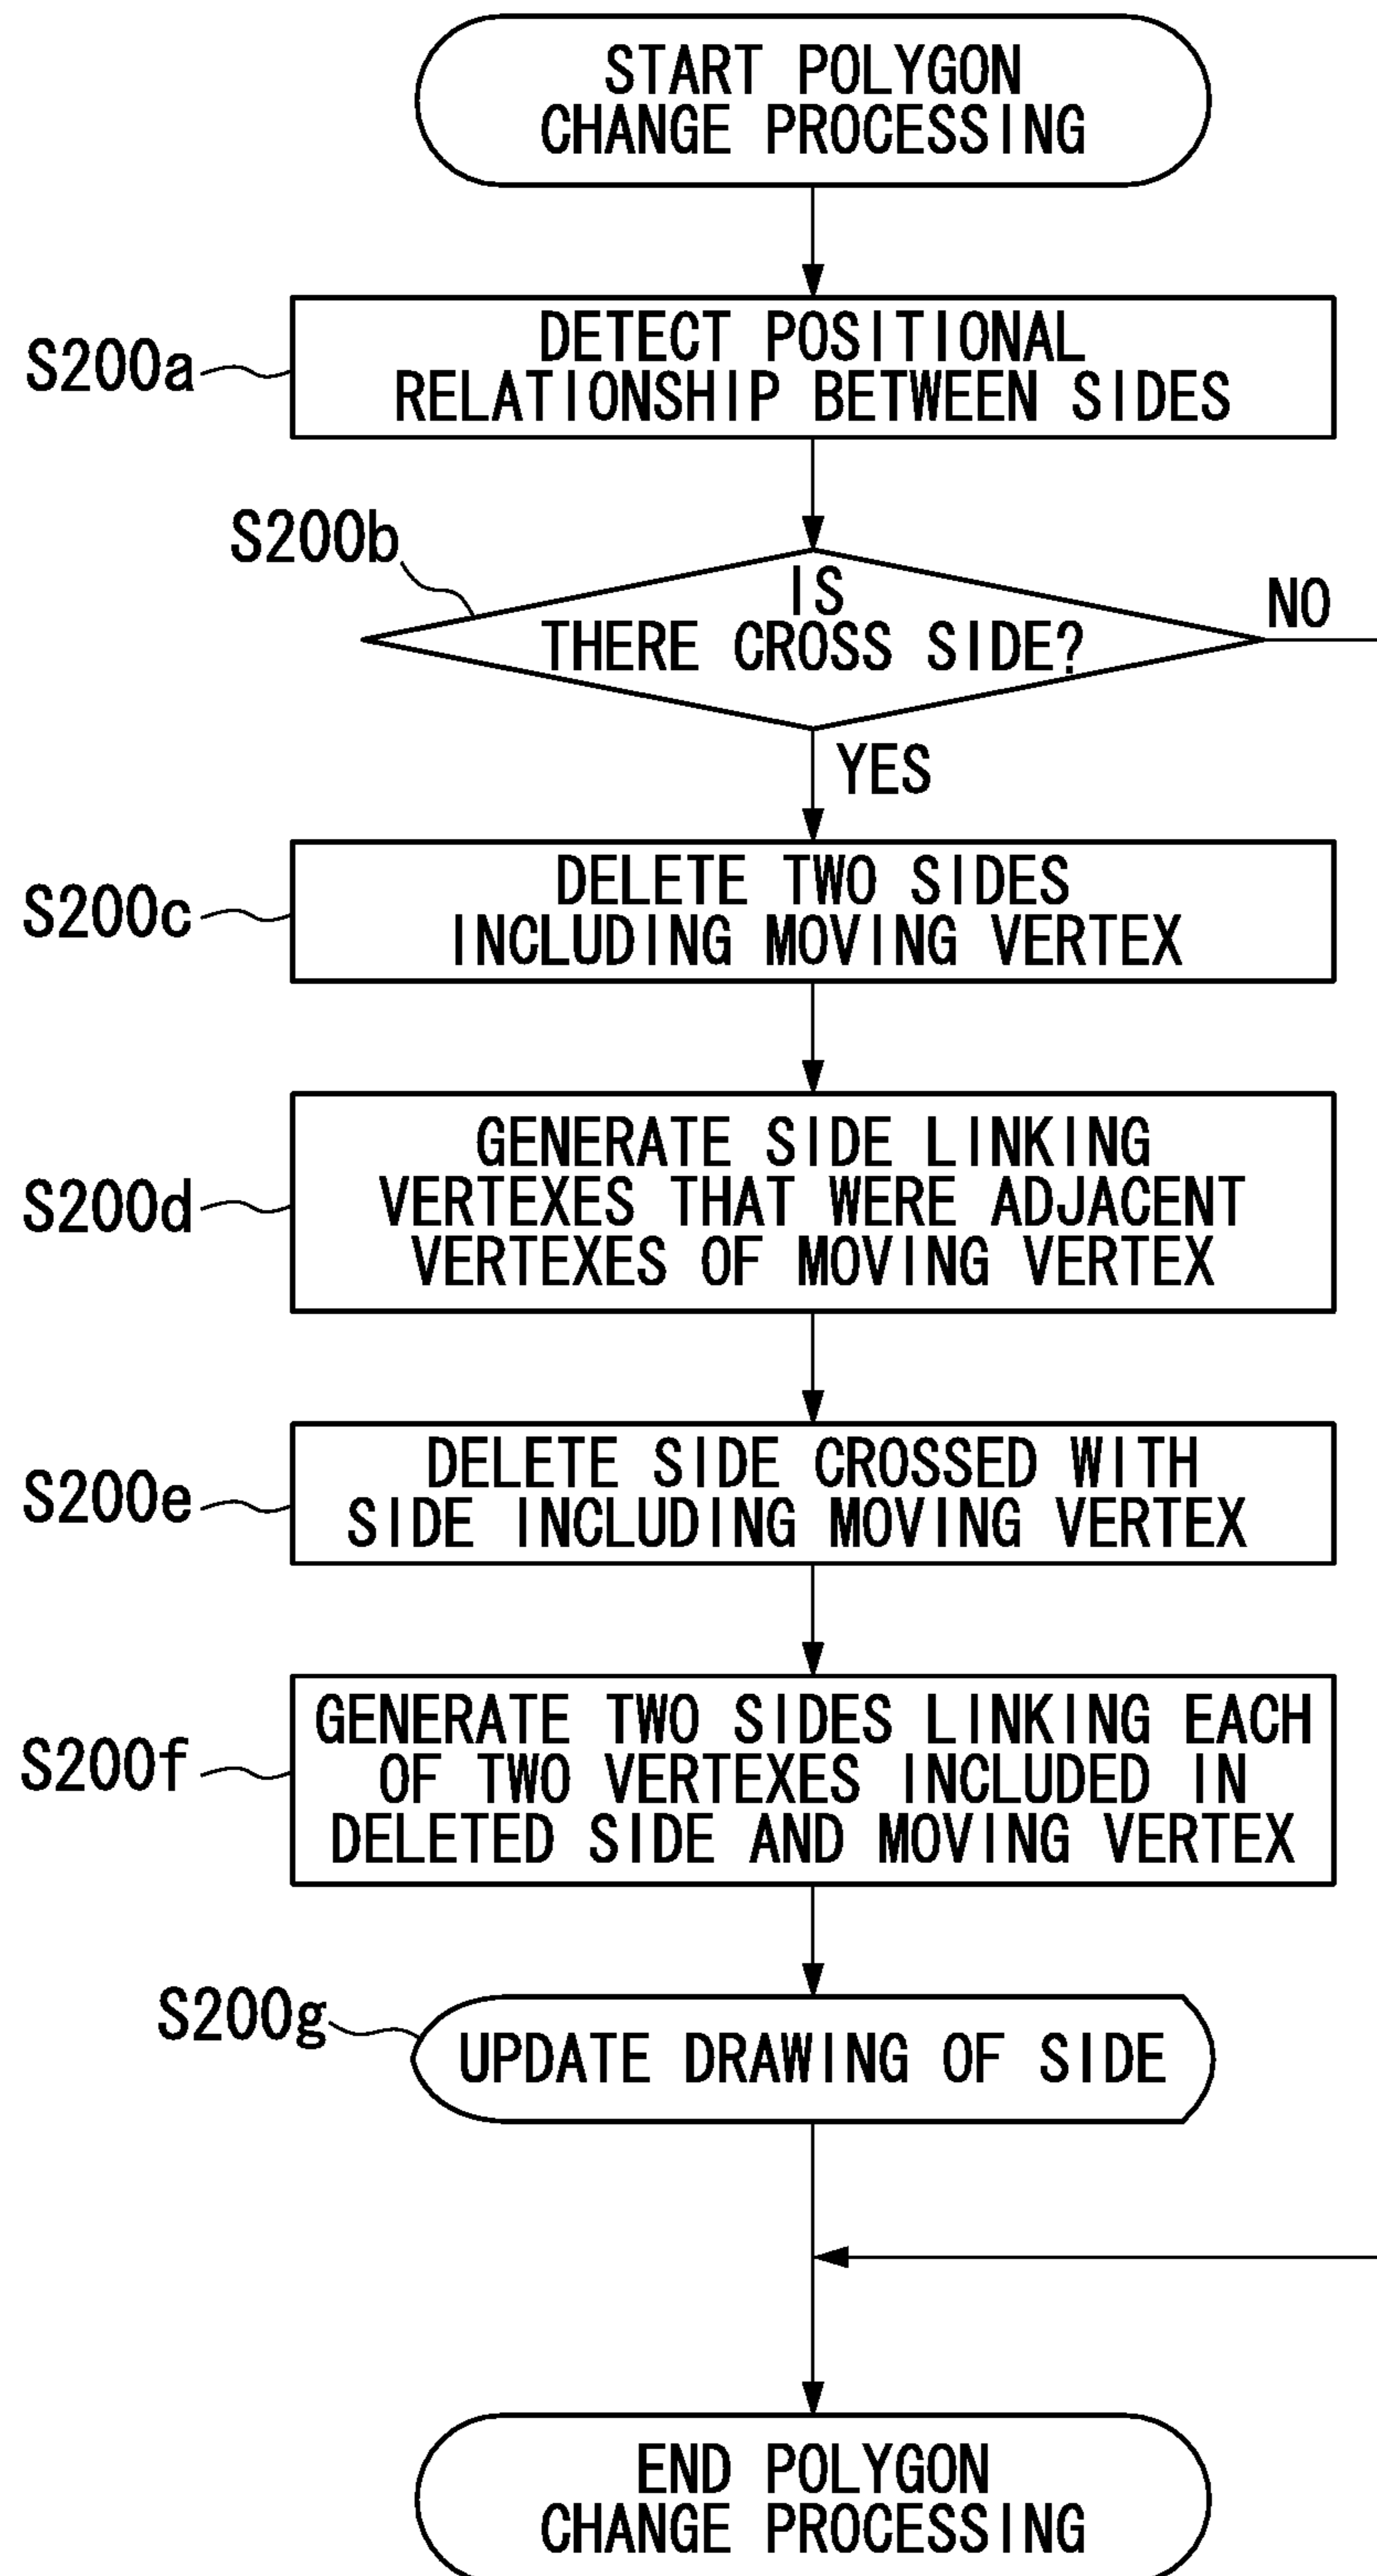 START POLYGON
CHANGE PROCESSING
S200a
DETECT POSITIONAL
RELATIONSHIP BETWEEN SIDES
S200b
IS
THERE CROSS SIDE?
NO
YES
S200c
DELETE TWO SIDES
INCLUDING MOVING VERTEX
S200d
GENERATE SIDE LINKING
VERTEXES THAT WERE ADJACENT
VERTEXES OF MOVING VERTEX
S200e
DELETE SIDE CROSSED WITH
SIDE INCLUDING MOVING VERTEX
S200f
GENERATE TWO SIDES LINKING EACH
OF TWO VERTEXES INCLUDED IN
DELETED SIDE AND MOVING VERTEX
S200g
UPDATE DRAWING OF SIDE
END POLYGON
CHANGE PROCESSING